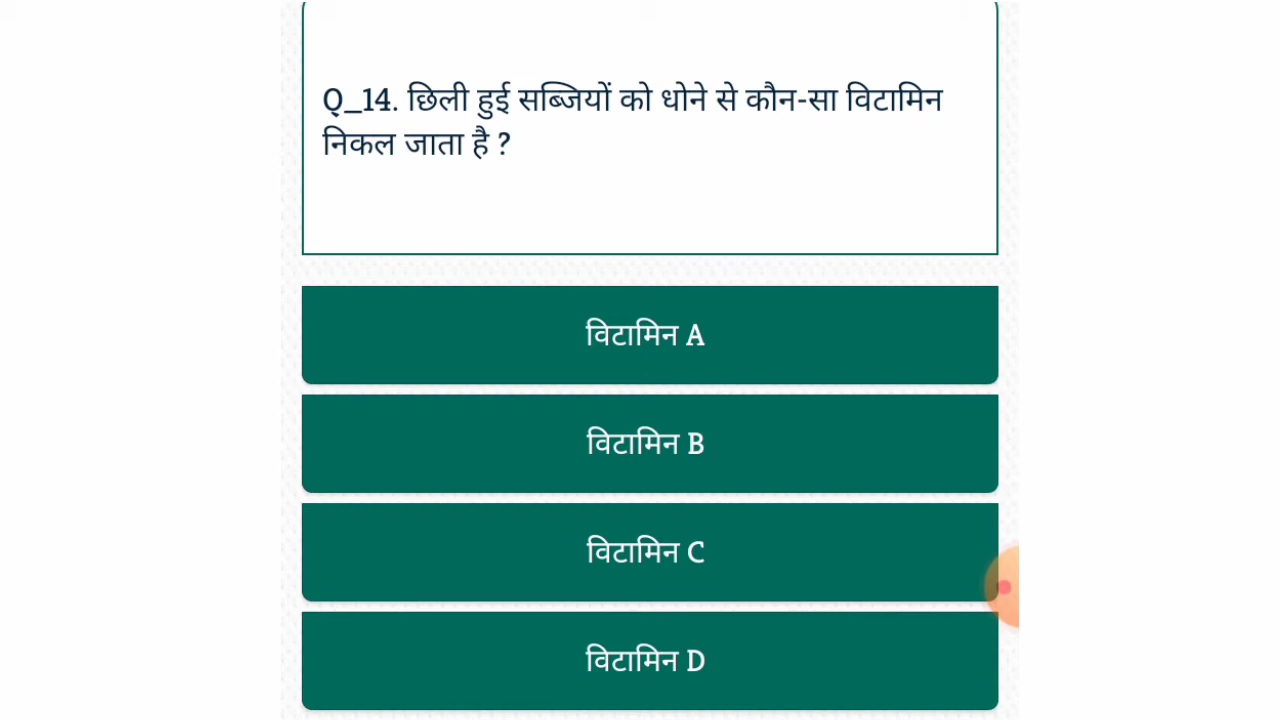 Q_14. छिली हुई सब्जियों को धोने से कौन-सा विटामिन
निकल जाता है ?
विटामिन A
विटामिन B
विटामिन C
विटामिन D